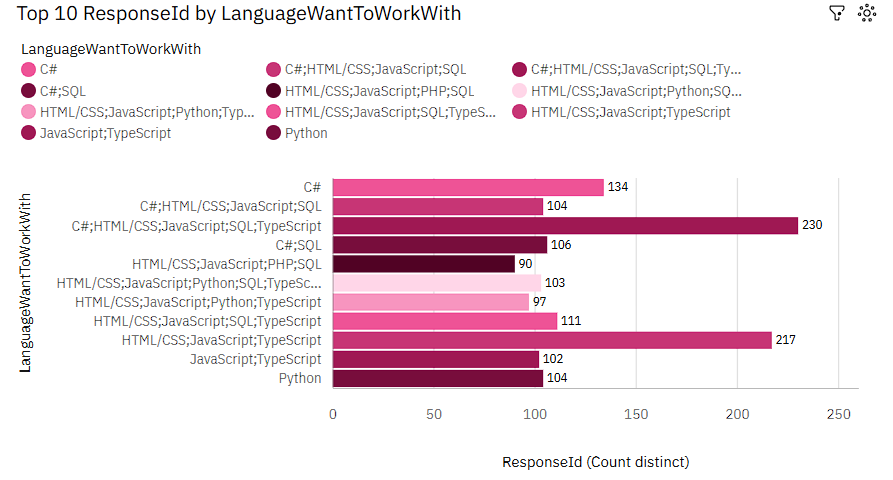 Top 10 ResponseId by LanguageWantToWorkWith
LanguageWantToWorkWith
C# C#;HTML/CSS;JavaScript;SQL C#;HTML/CSS;JavaScript;SQL;Ty...
C#;SQL HTML/CSS;JavaScript;PHP;SQL HTML/CSS;JavaScript;Python;SQ...
HTML/CSS;JavaScript;Python;Typ... HTML/CSS;JavaScript;SQL;TypeS... HTML/CSS;JavaScript;TypeScript
JavaScript;TypeScript Python
LanguageWantToWorkWith
C# 134
C#;HTML/CSS;JavaScript;SQL 104
C#;HTML/CSS;JavaScript;SQL;TypeScript 230
C#;SQL 106
HTML/CSS;JavaScript;PHP;SQL 90
HTML/CSS;JavaScript;Python;SQL;TypeSc... 103
HTML/CSS;JavaScript;Python;TypeScript 97
HTML/CSS;JavaScript;SQL;TypeScript 111
HTML/CSS;JavaScript;TypeScript 217
JavaScript;TypeScript 102
Python 104
0 50 100 150 200 250
ResponseId (Count distinct)